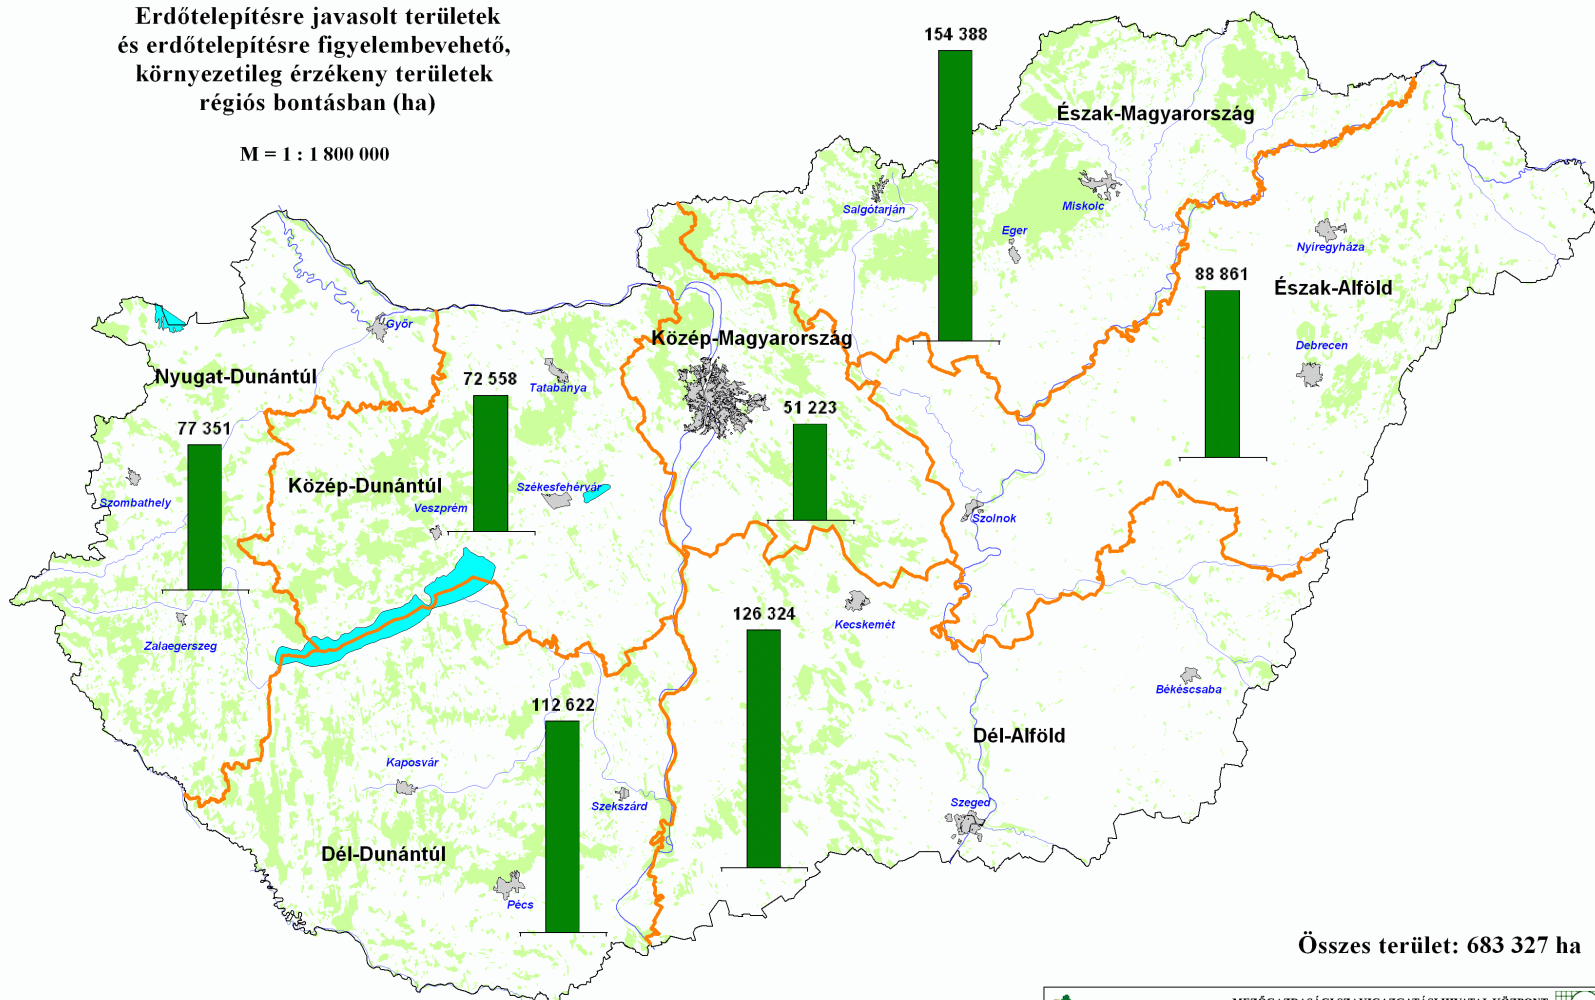 Erdőtelepítésre javasolt területek
és erdőtelepítésre figyelembevehető,
környezetileg érzékeny területek
régiós bontásban (ha)
M = 1 : 1 800 000
154 388
Észak-Magyarország
Salgótarján
Miskolc
Eger
Nyíregyháza
88 861
Észak-Alföld
Győr
Közép-Magyarország
Debrecen
Nyugat-Dunántúl
72 558
Tatabánya
51 223
77 351
Közép-Dunántúl
Székesfehérvár
Szombathely
Veszprém
Szolnok
126 324
Kecskemét
Zalaegerszeg
Békéscsaba
112 622
Dél-Alföld
Kaposvár
Szekszárd
Szeged
Dél-Dunántúl
Pécs
Összes terület: 683 327 ha